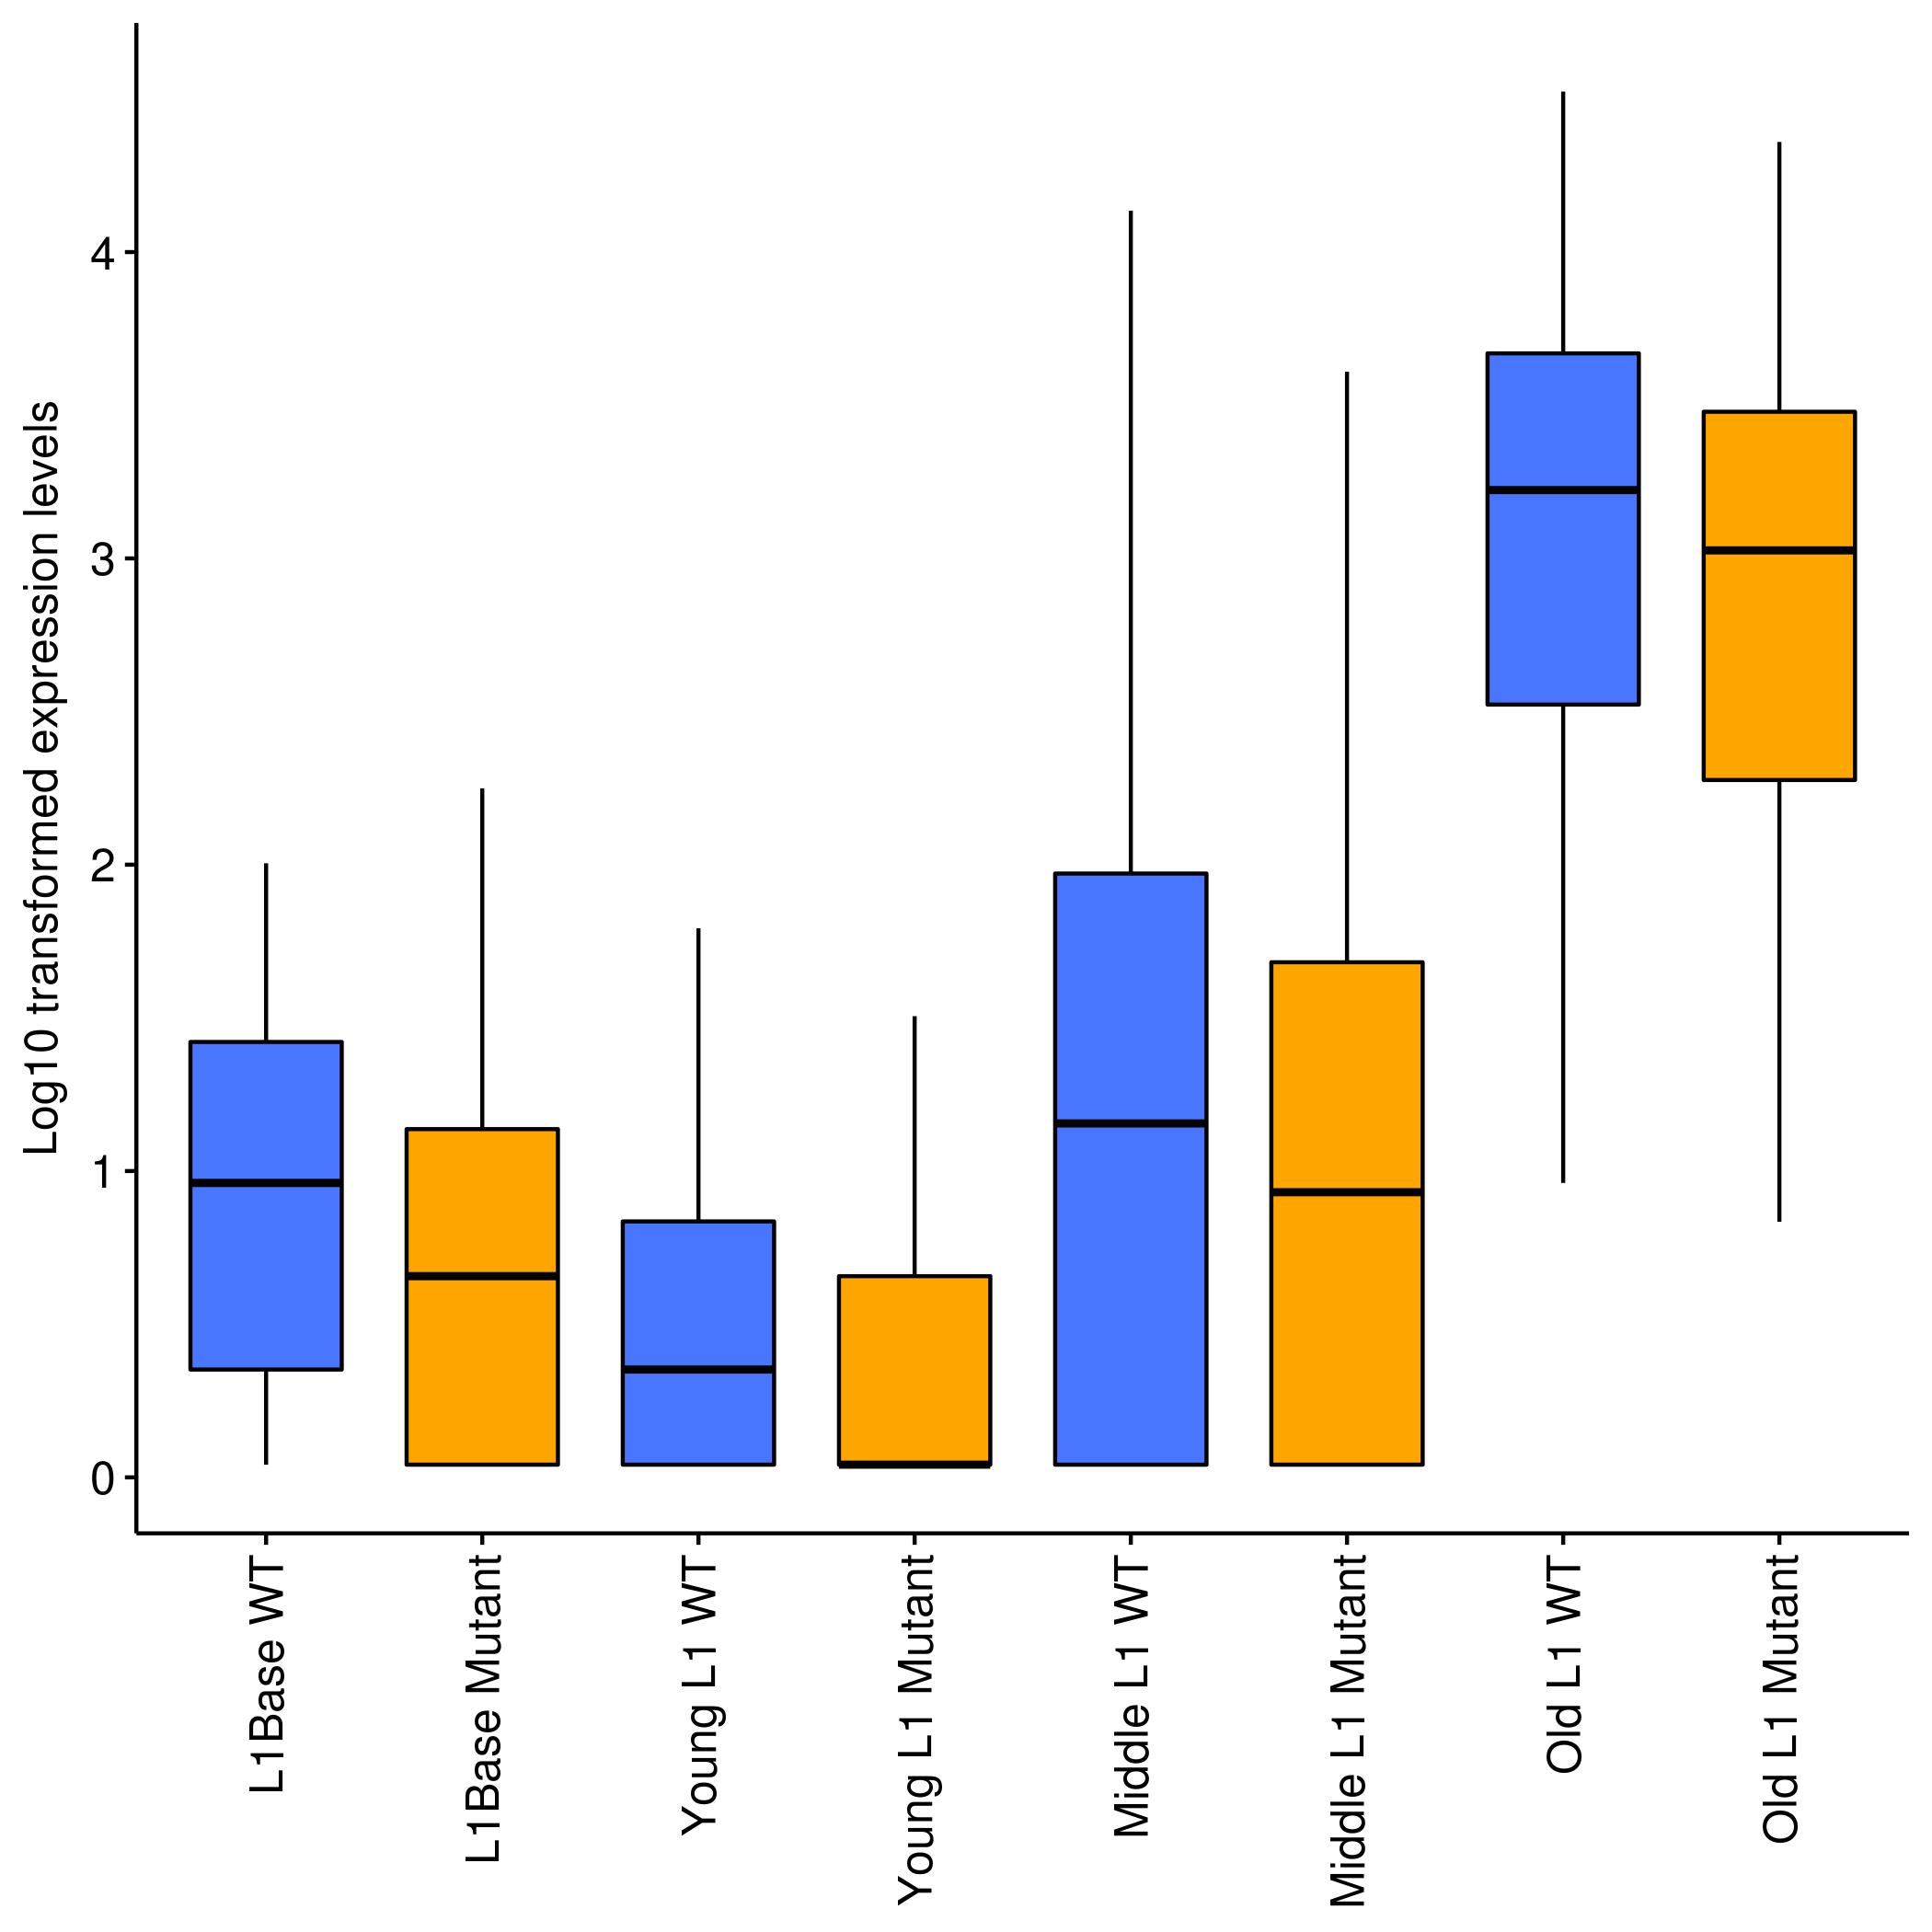 Log10 transformed expression levels
4
3
2
1
0
L1Base WT
L1Base Mutant
Young L1 WT
Young L1 Mutant
Middle L1 WT
Middle L1 Mutant
Old L1 WT
Old L1 Mutant